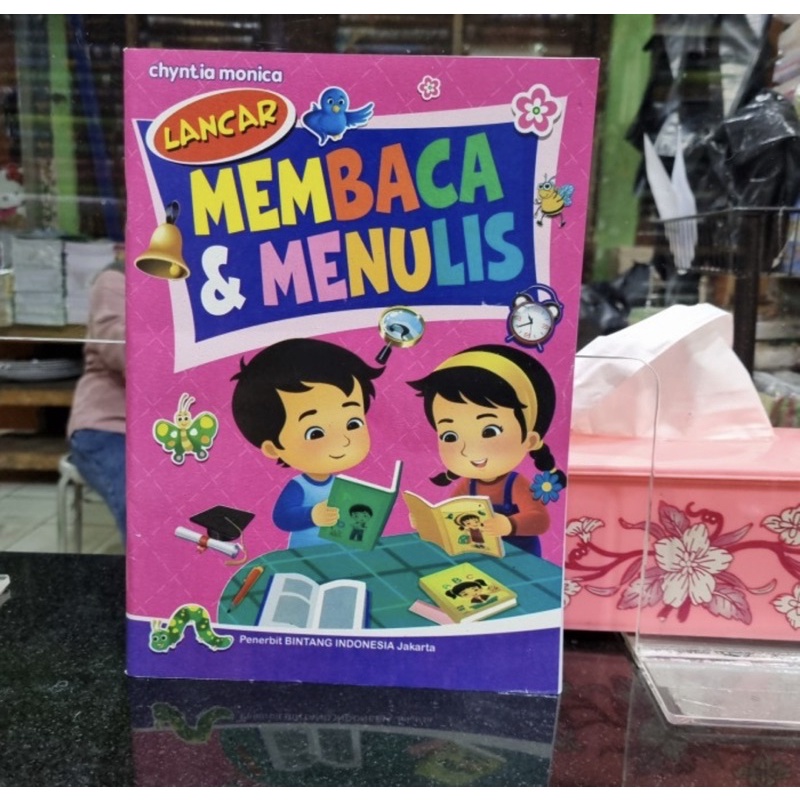 chyntia monica
LANCAR
MEMBACA
& MENULIS
A B C
Penerbit BINTANG INDONESIA Jakarta